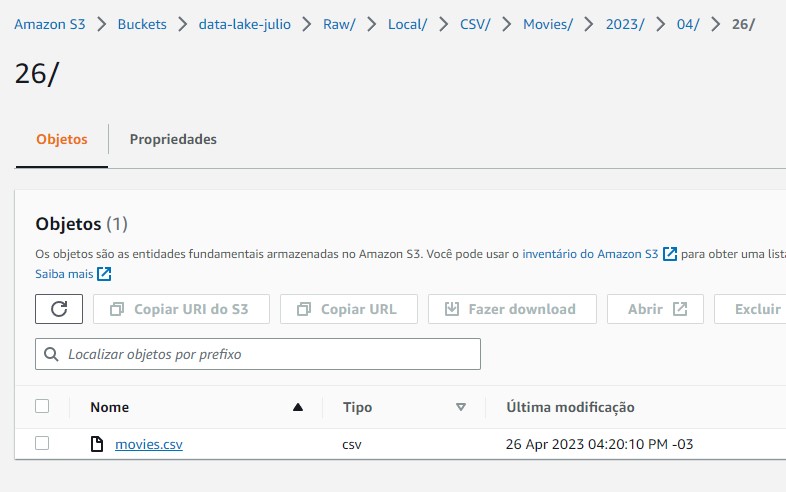 Amazon S3 > Buckets > data-lake-julio > Raw/ > Local/ > CSV/ > Movies/ > 2023/ > 04/ > 26/
26/
Objetos Propriedades
Objetos (1)
Os objetos são as entidades fundamentais armazenadas no Amazon S3. Você pode usar o inventário do Amazon S3 para obter uma lista
Saiba mais
Copiar URI do S3 Copiar URL Fazer download Abrir Excluir
Localizar objetos por prefixo
Nome Tipo Última modificação
movies.csv csv 26 Apr 2023 04:20:10 PM -03